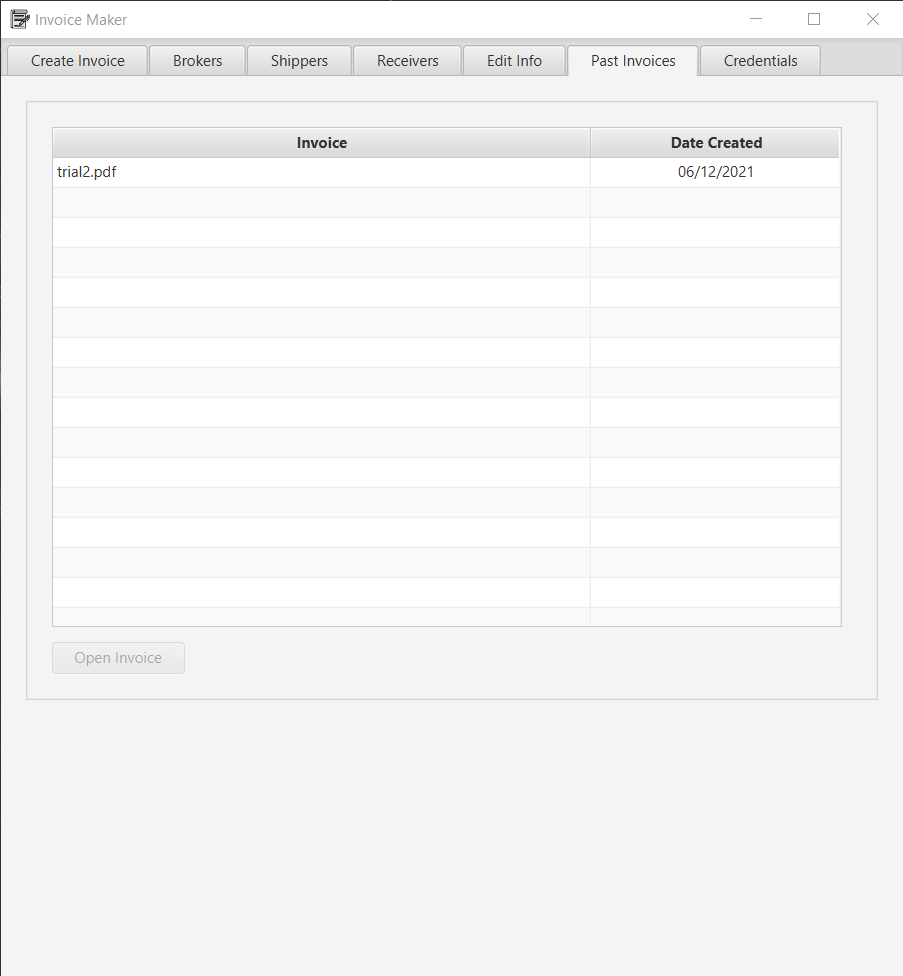 Invoice Maker
Create Invoice Brokers Shippers Receivers Edit Info Past Invoices Credentials
Invoice Date Created
trial2.pdf 06/12/2021
Open Invoice